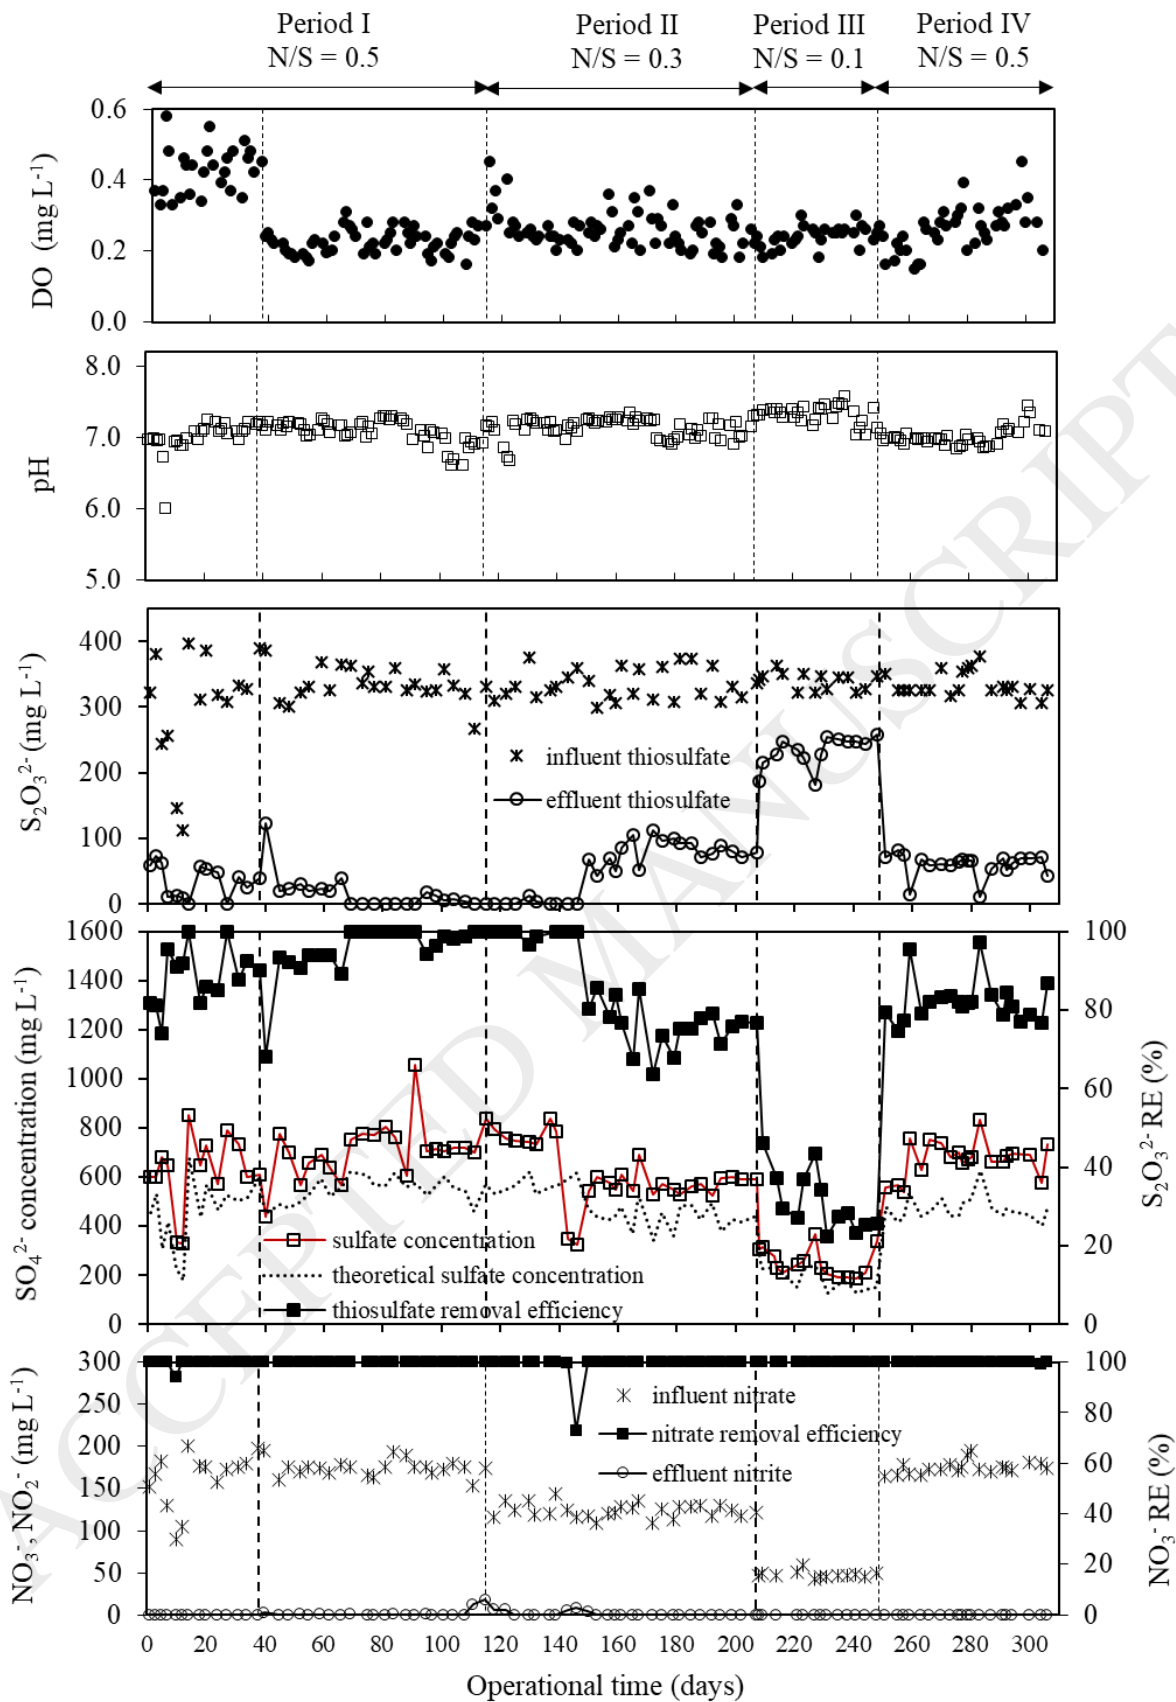 Period I
N/S = 0.5
Period II
N/S = 0.3
Period III
N/S = 0.1
Period IV
N/S = 0.5
DO (mg L⁻¹)
0.6
0.4
0.2
0.0
pH
8.0
7.0
6.0
5.0
S₂O₃²⁻ (mg L⁻¹)
400
300
200
100
0
influent thiosulfate
effluent thiosulfate
SO₄²⁻ concentration (mg L⁻¹)
1600
1400
1200
1000
800
600
400
200
0
sulfate concentration
theoretical sulfate concentration
thiosulfate removal efficiency
100
80
60
40
20
0
S₂O₃²⁻ RE (%)
NO₃⁻, NO₂⁻ (mg L⁻¹)
300
250
200
150
100
50
0
influent nitrate
nitrate removal efficiency
effluent nitrite
100
80
60
40
20
0
NO₃⁻ RE (%)
0 20 40 60 80 100 120 140 160 180 200 220 240 260 280 300
Operational time (days)
ACCEPTED MANUSCRIPT